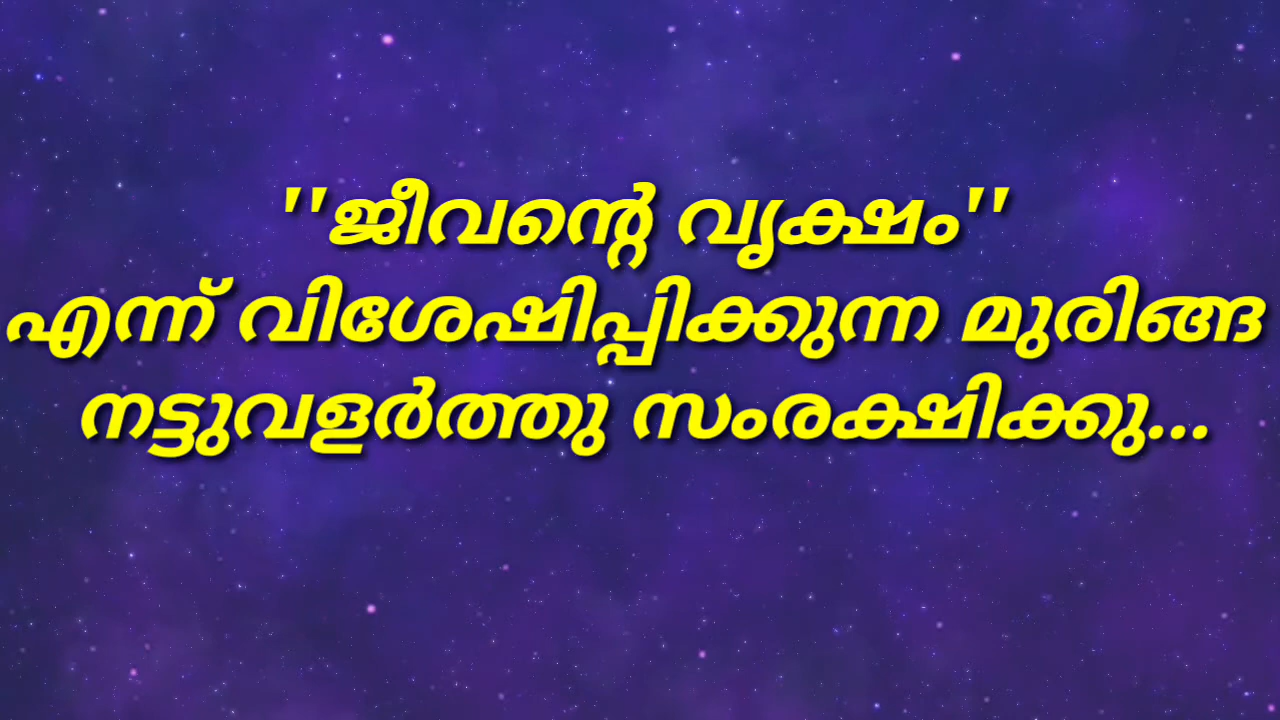 ''ജീവന്റെ വൃക്ഷം''
എന്ന് വിശേഷിപ്പിക്കുന്ന മുരിങ്ങ
നട്ടുവളർത്തു സംരക്ഷിക്കു...